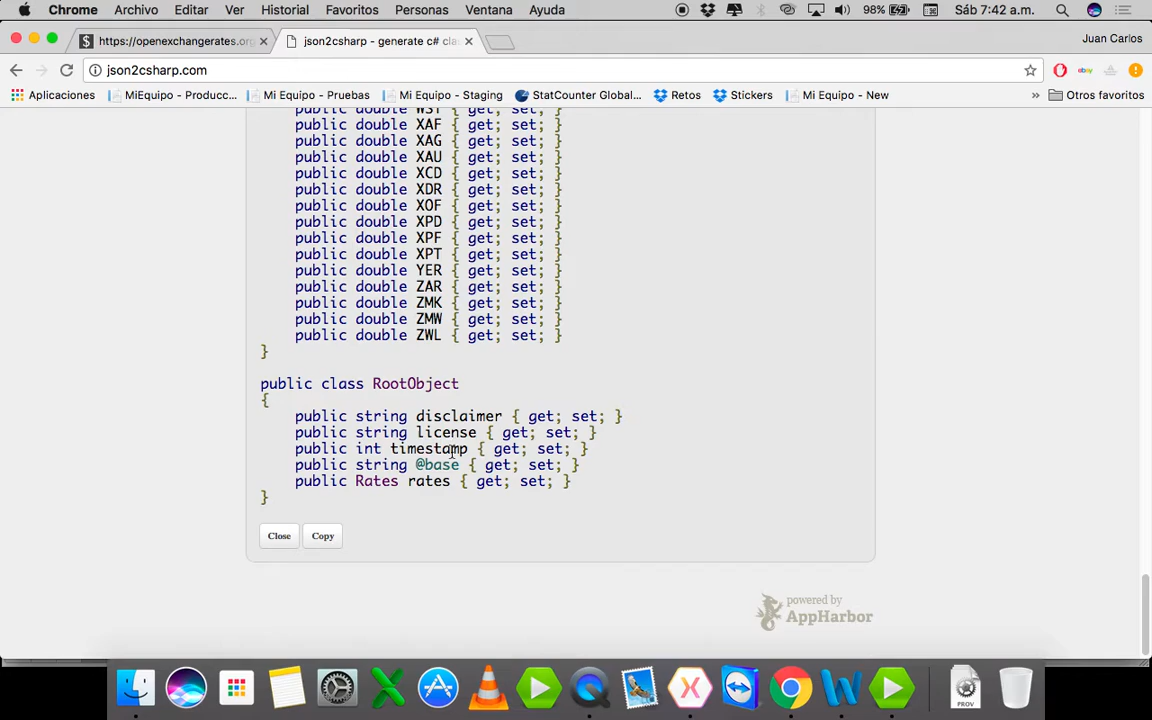 Chrome Archivo Editar Ver Historial Favoritos Personas Ventana Ayuda 98% Sáb 7:42 a.m.
https://openexchangerates.org json2csharp - generate c# cla Juan Carlos
json2csharp.com
Aplicaciones MiEquipo - Producc... Mi Equipo - Pruebas Mi Equipo - Staging StatCounter Global... Retos Stickers Mi Equipo - New » Otros favoritos
public double WST { get; set; }
public double XAF { get; set; }
public double XAG { get; set; }
public double XAU { get; set; }
public double XCD { get; set; }
public double XDR { get; set; }
public double XOF { get; set; }
public double XPD { get; set; }
public double XPF { get; set; }
public double XPT { get; set; }
public double YER { get; set; }
public double ZAR { get; set; }
public double ZMK { get; set; }
public double ZMW { get; set; }
public double ZWL { get; set; }
}
public class RootObject
{
public string disclaimer { get; set; }
public string license { get; set; }
public int timestamp { get; set; }
public string @base { get; set; }
public Rates rates { get; set; }
}
Close Copy
powered by
AppHarbor
PROV